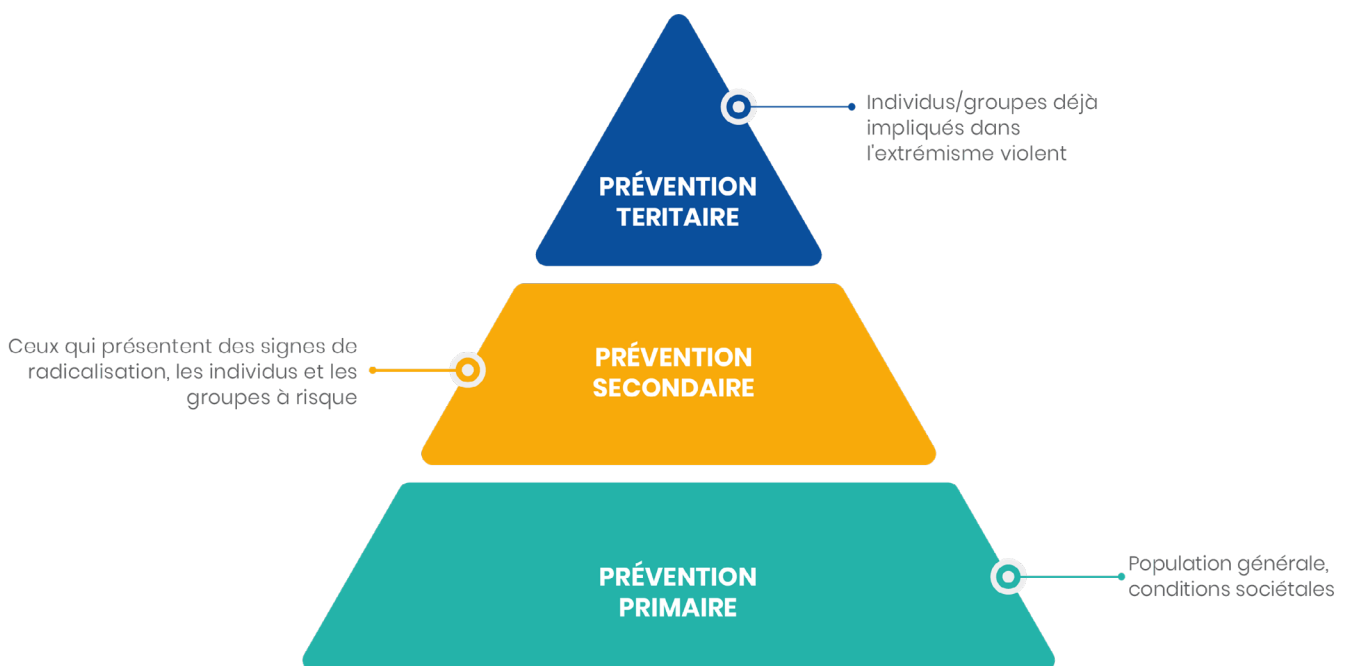 Individus/groupes déjà
impliqués dans
l'extrémisme violent
PRÉVENTION
TERITAIRE
Ceux qui présentent des signes de
radicalisation, les individus et les
groupes à risque
PRÉVENTION
SECONDAIRE
PRÉVENTION
PRIMAIRE
Population générale,
conditions sociétales